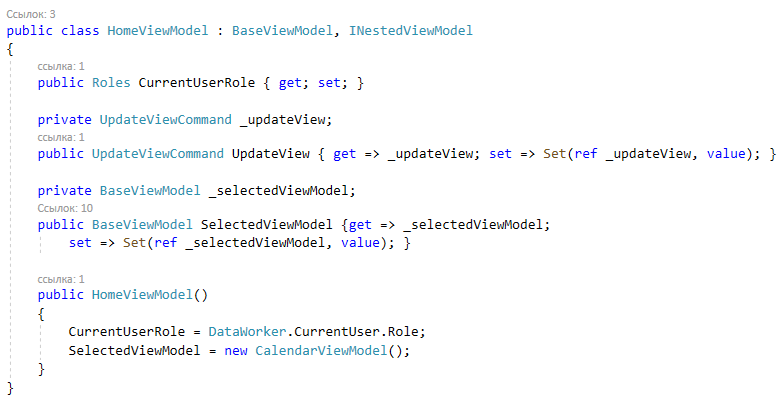 Ссылок: 3
public class HomeViewModel : BaseViewModel, INestedViewModel
{
ссылка: 1
public Roles CurrentUserRole { get; set; }
private UpdateViewCommand _updateView;
ссылка: 1
public UpdateViewCommand UpdateView { get => _updateView; set => Set(ref _updateView, value); }
private BaseViewModel _selectedViewModel;
Ссылок: 10
public BaseViewModel SelectedViewModel {get => _selectedViewModel;
set => Set(ref _selectedViewModel, value); }
ссылка: 1
public HomeViewModel()
{
CurrentUserRole = DataWorker.CurrentUser.Role;
SelectedViewModel = new CalendarViewModel();
}
}